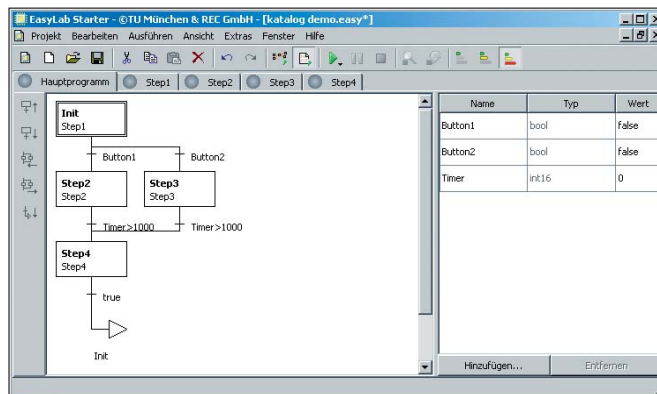 EasyLab Starter - ©TU München & REC GmbH - [katalog demo.easy*]
Projekt Bearbeiten Ausführen Ansicht Extras Fenster Hilfe
Hauptprogramm Step1 Step2 Step3 Step4
Init
Step1
Button1 Button2
Step2 Step3
Step2 Step3
Timer>1000 Timer>1000
Step4
Step4
true
Init
Name Typ Wert
Button1 bool false
Button2 bool false
Timer int16 0
Hinzufügen... Entfernen